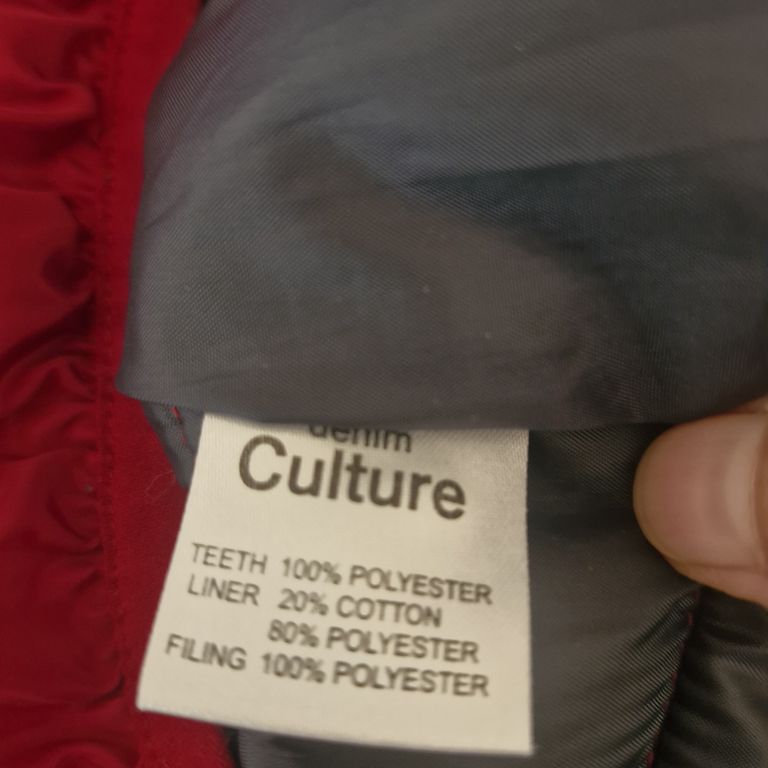 denim
Culture
TEETH 100% POLYESTER
LINER 20% COTTON
80% POLYESTER
FILING 100% POLYESTER